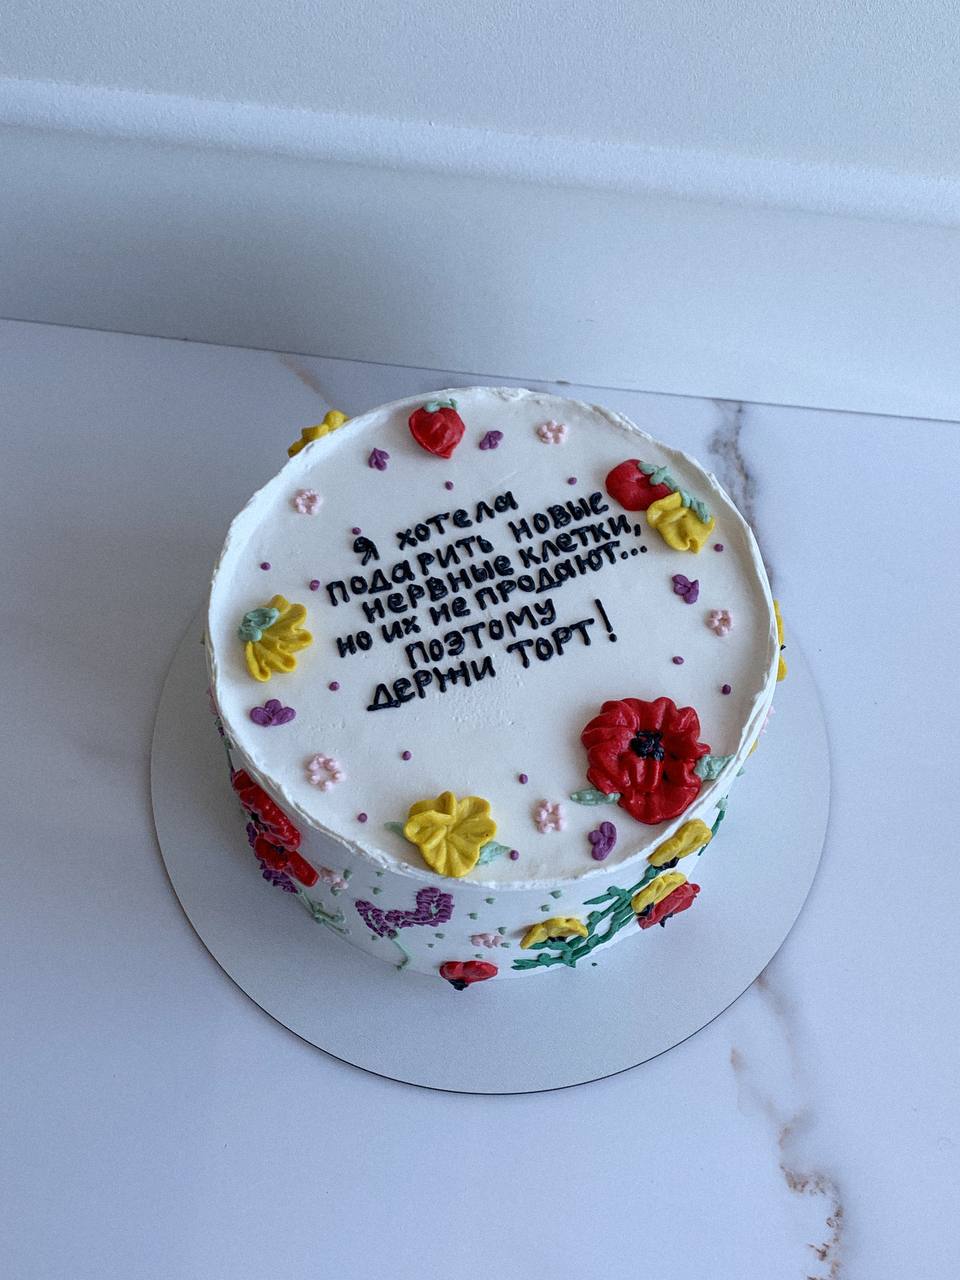 Я хотела
подарить новые
нервные клетки,
но их не продают...
поэтому
держи торт!